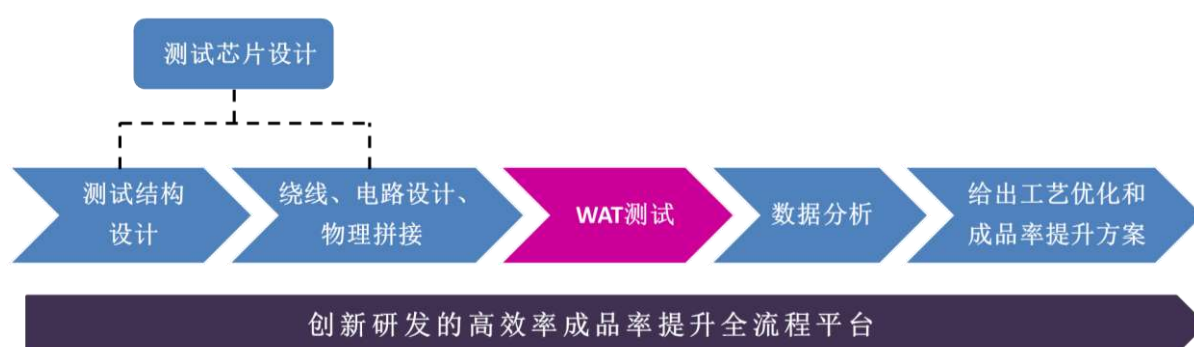 测试芯片设计
测试结构
设计
绕线、电路设计、
物理拼接
WAT测试
数据分析
给出工艺优化和
成品率提升方案
创新研发的高效率成品率提升全流程平台